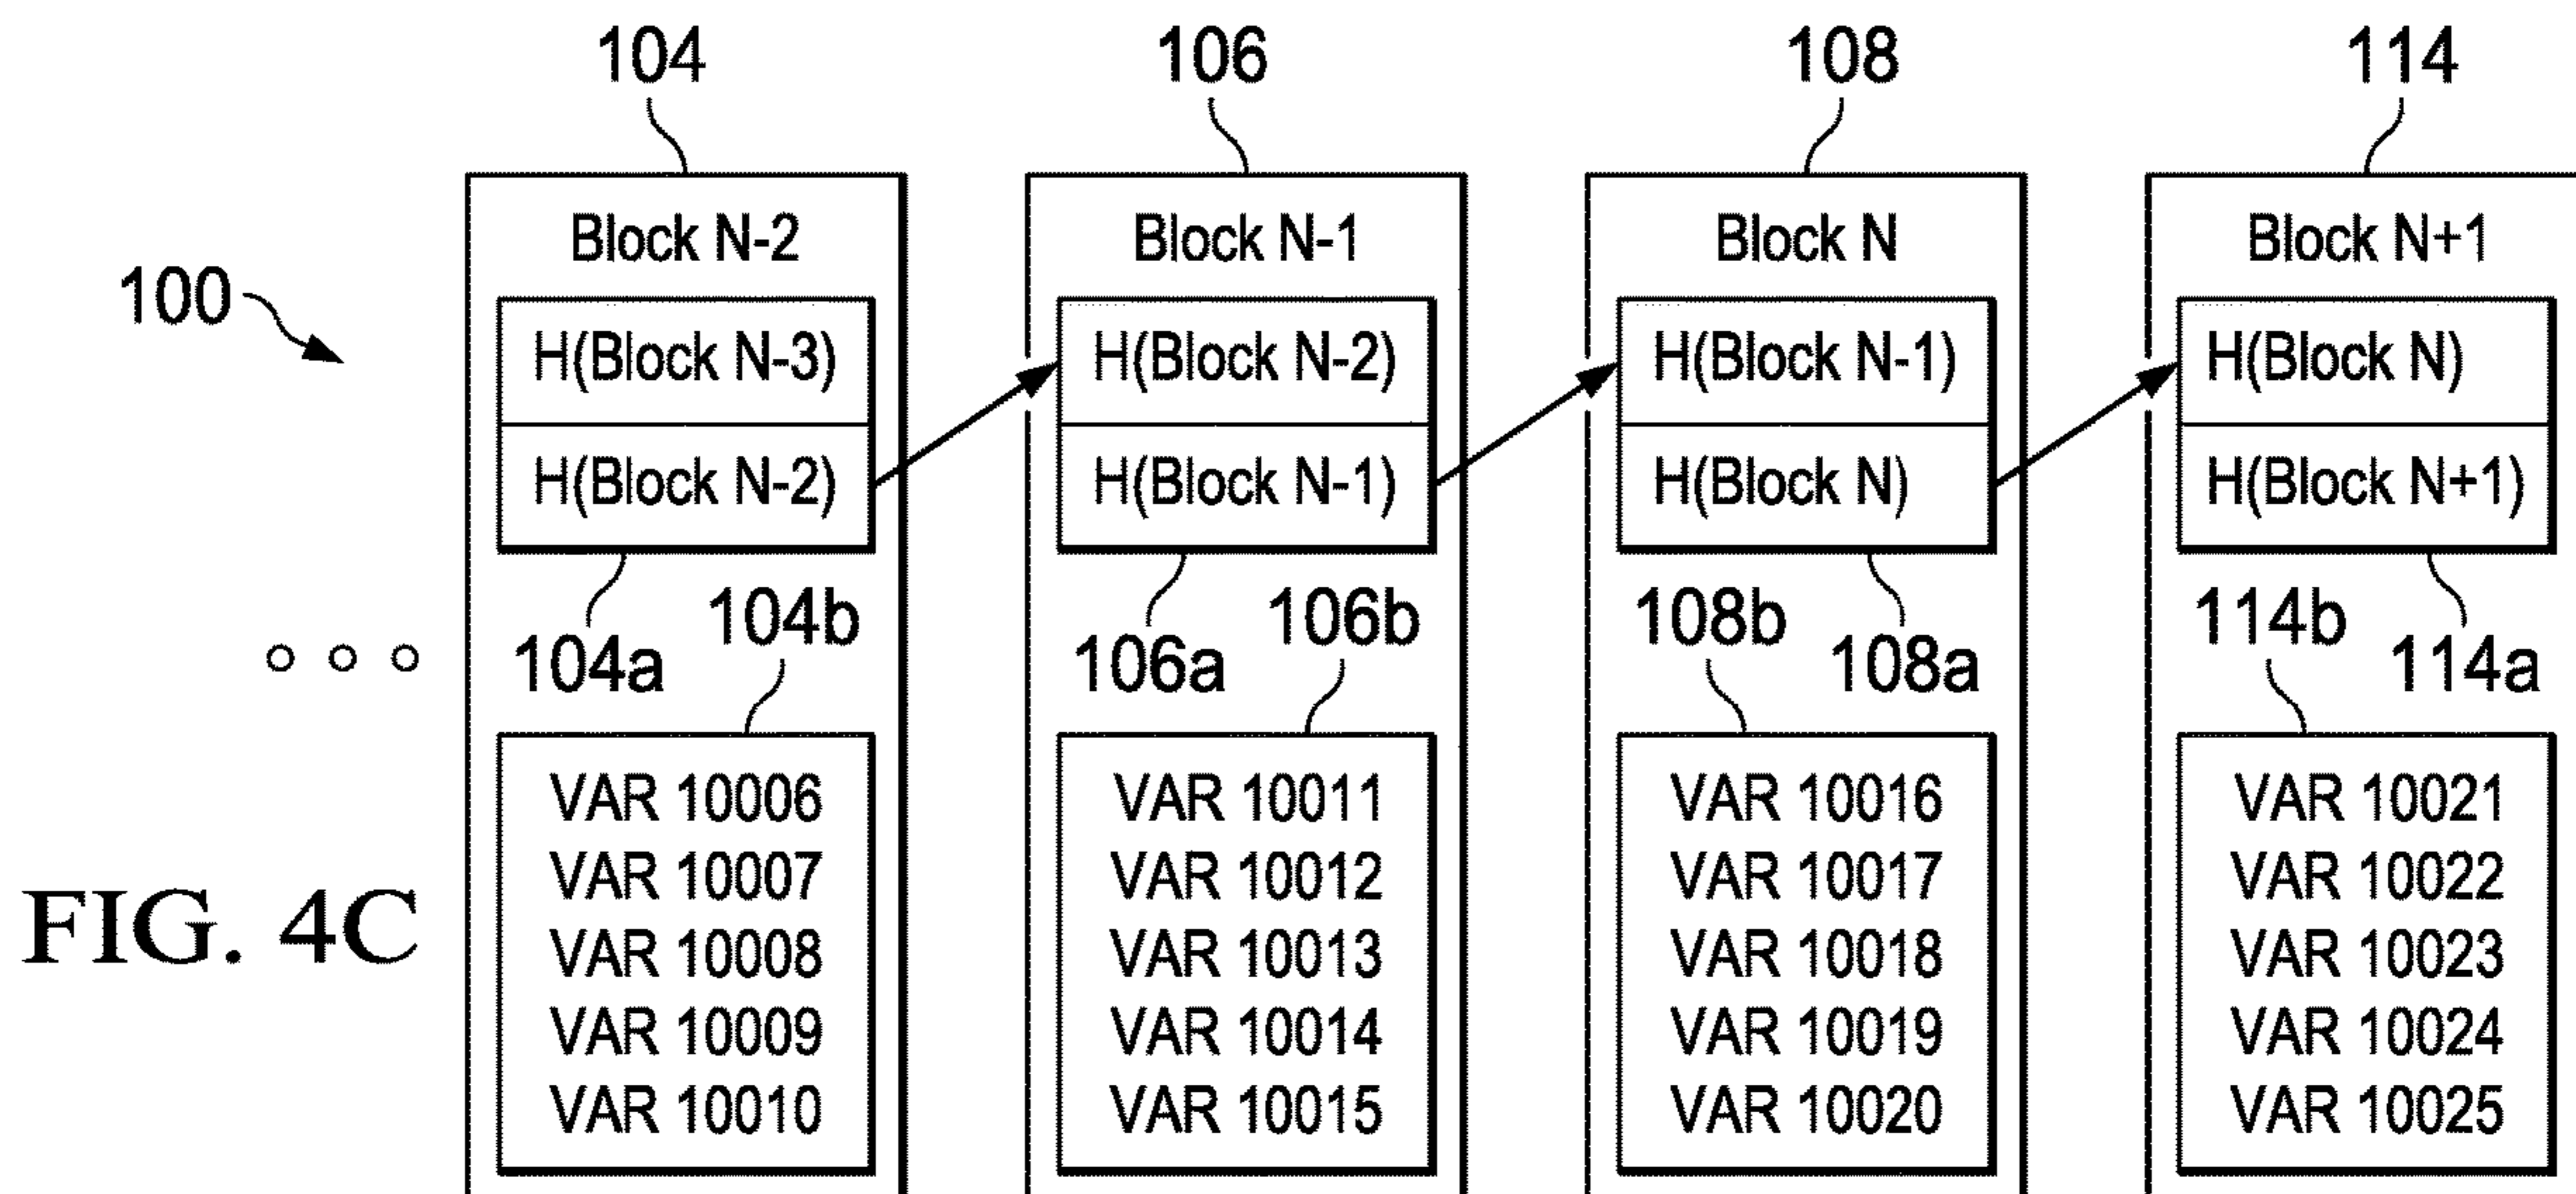 104
106
108
114
100
Block N-2
H(Block N-3)
H(Block N-2)
104a
104b
VAR 10006
VAR 10007
VAR 10008
VAR 10009
VAR 10010
Block N-1
H(Block N-2)
H(Block N-1)
106a
106b
VAR 10011
VAR 10012
VAR 10013
VAR 10014
VAR 10015
Block N
H(Block N-1)
H(Block N)
108b
108a
VAR 10016
VAR 10017
VAR 10018
VAR 10019
VAR 10020
Block N+1
H(Block N)
H(Block N+1)
114b
114a
VAR 10021
VAR 10022
VAR 10023
VAR 10024
VAR 10025
FIG. 4C